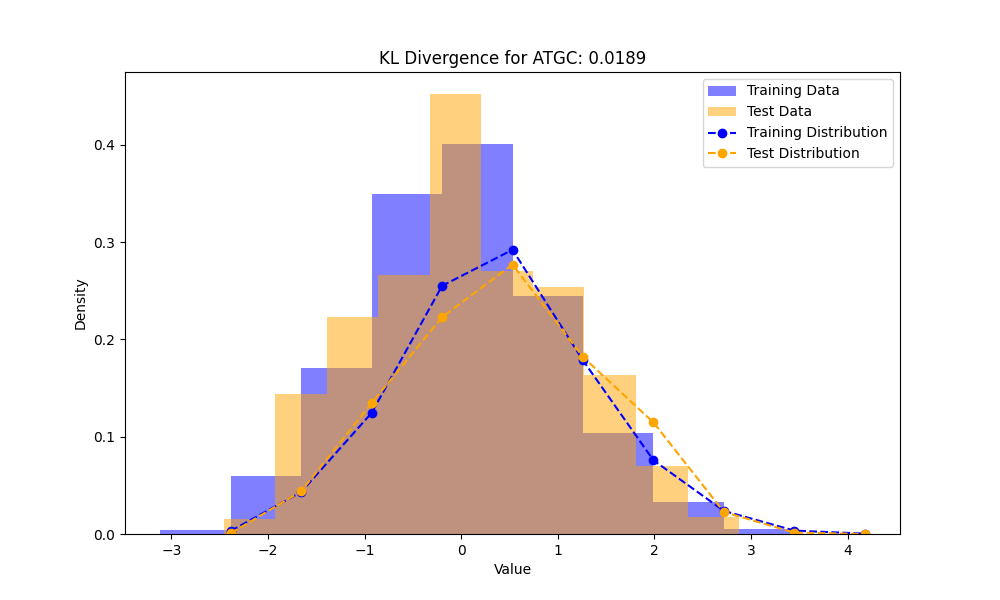 KL Divergence for ATGC: 0.0189
Training Data
Test Data
Training Distribution
Test Distribution
Density
0.4
0.3
0.2
0.1
0.0
−3 −2 −1 0 1 2 3 4
Value